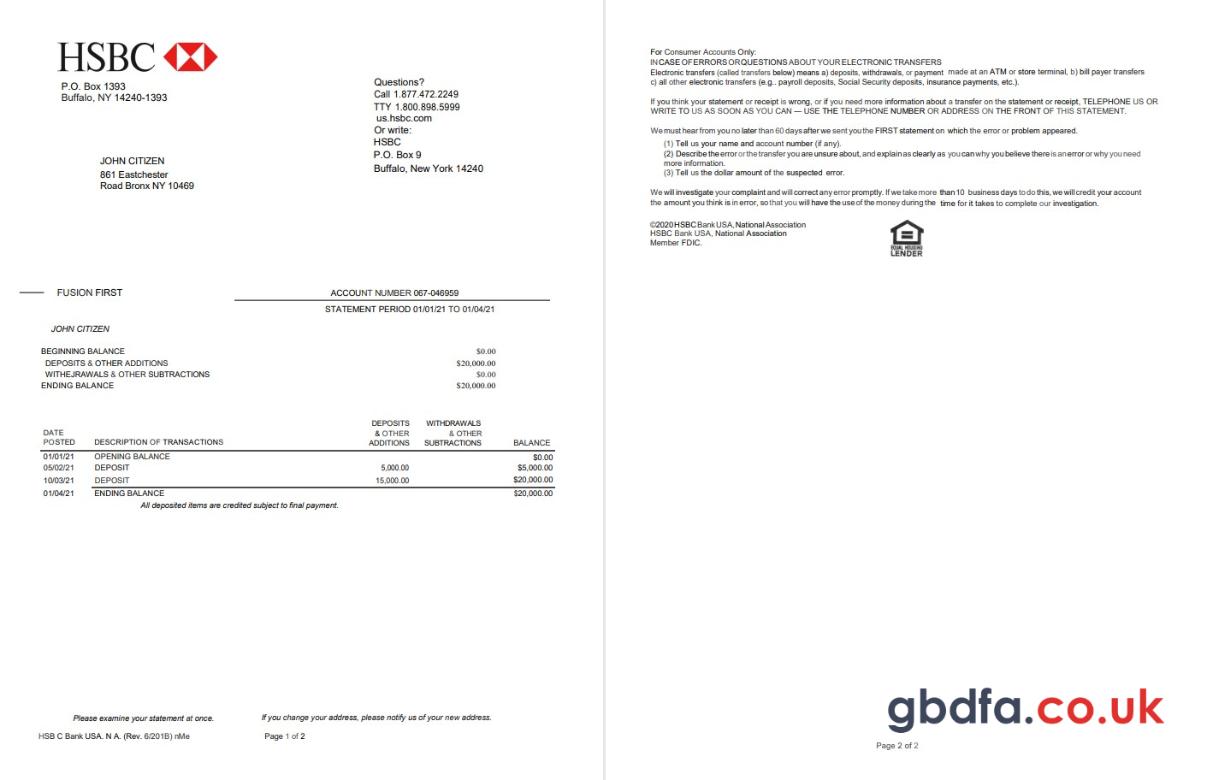 HSBC
P.O. Box 1393
Buffalo, NY 14240-1393
Questions?
Call 1.877.472.2249
TTY 1.800.898.5999
us.hsbc.com
Or write:
HSBC
P.O. Box 9
Buffalo, New York 14240
JOHN CITIZEN
861 Eastchester
Road Bronx NY 10469
FUSION FIRST
ACCOUNT NUMBER 067-046959
STATEMENT PERIOD 01/01/21 TO 01/04/21
JOHN CITIZEN
BEGINNING BALANCE $0.00
DEPOSITS & OTHER ADDITIONS $20,000.00
WITHEJRAWALS & OTHER SUBTRACTIONS $0.00
ENDING BALANCE $20,000.00
DATE POSTED DESCRIPTION OF TRANSACTIONS DEPOSITS & OTHER ADDITIONS WITHDRAWALS & OTHER SUBTRACTIONS BALANCE
01/01/21 OPENING BALANCE $0.00
05/02/21 DEPOSIT 5,000.00 $5,000.00
10/03/21 DEPOSIT 15,000.00 $20,000.00
01/04/21 ENDING BALANCE $20,000.00
All deposited items are credited subject to final payment.
Please examine your statement at once. If you change your address, please notify us of your new address.
HSB C Bank USA. N A. (Rev. 6/201B) nMe Page 1 of 2
For Consumer Accounts Only:
IN CASE OF ERRORS OR QUESTIONS ABOUT YOUR ELECTRONIC TRANSFERS
Electronic transfers (called transfers below) means a) deposits, withdrawals, or payment made at an ATM or store terminal, b) bill payer transfers
c) all other electronic transfers (e.g.. payroll deposits, Social Security deposits, insurance payments, etc.).
If you think your statement or receipt is wrong, or if you need more information about a transfer on the statement or receipt, TELEPHONE US OR
WRITE TO US AS SOON AS YOU CAN — USE THE TELEPHONE NUMBER OR ADDRESS ON THE FRONT OF THIS STATEMENT.
We must hear from you no later than 60 days after we sent you the FIRST statement on which the error or problem appeared.
(1) Tell us your name and account number (if any).
(2) Describe the error or the transfer you are unsure about, and explain as clearly as you can why you believe there is an error or why you need
more information.
(3) Tell us the dollar amount of the suspected error.
We will investigate your complaint and will correct any error promptly. If we take more than 10 business days to do this, we will credit your account
the amount you think is in error, so that you will have the use of the money during the time for it takes to complete our investigation.
©2020 HSBC Bank USA, National Association
HSBC Bank USA, National Association
Member FDIC.
EQUAL HOUSING
LENDER
gbdfa.co.uk
Page 2 of 2